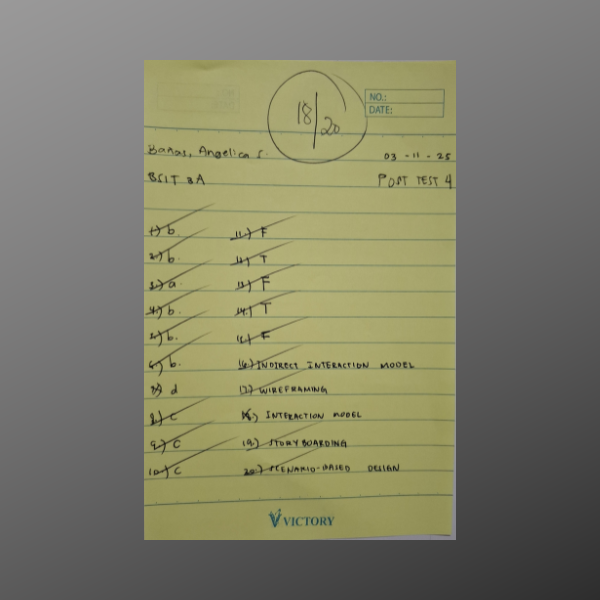 18/20
NO.:
DATE:
Banas, Angelica S.
03-11-25
BSIT 3A
POST TEST 4
1.) b.
2.) b.
3.) a
4.) b.
5.) b.
6.) b.
7) d
8.) c
9.) c
10.) c
11.) F
12.) T
13.) F
14.) T
15.) F
16.) INDIRECT INTERACTION MODEL
17.) WIREFRAMING
18.) INTERACTION MODEL
19.) STORYBOARDING
20.) SCENARIO-BASED DESIGN
VICTORY